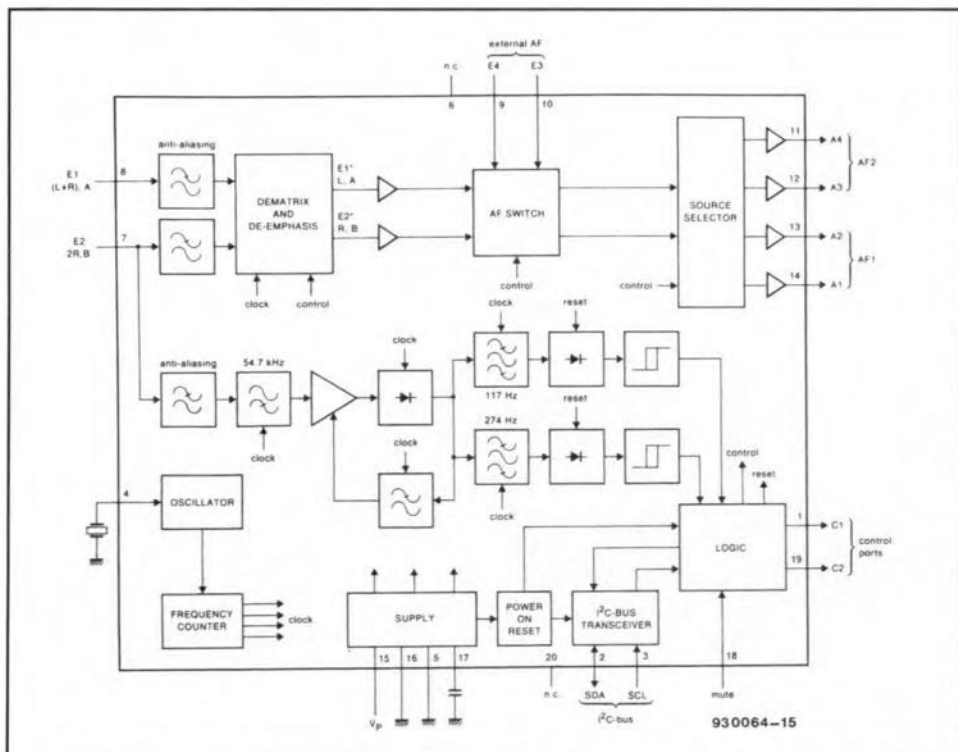 external AF
n.c.
E4
E3
6
9
10
anti-aliasing
E1
(L+R), A
8
E2
2R,B
7
DEMATRIX
AND
DE-EMPHASIS
E1*
L, A
E2*
R, B
clock
control
AF SWITCH
control
SOURCE
SELECTOR
control
11
A4
12
A3
AF2
13
A2
14
A1
AF1
anti-aliasing
54.7 kHz
clock
clock
clock
clock
117 Hz
274 Hz
clock
reset
reset
control
reset
4
OSCILLATOR
FREQUENCY
COUNTER
clock
SUPPLY
POWER
ON
RESET
I²C-BUS
TRANSCEIVER
LOGIC
1
C1
19
C2
control
ports
15
16
5
17
20
2
3
18
VP
n.c.
SDA
SCL
I²C-bus
mute
930064-15